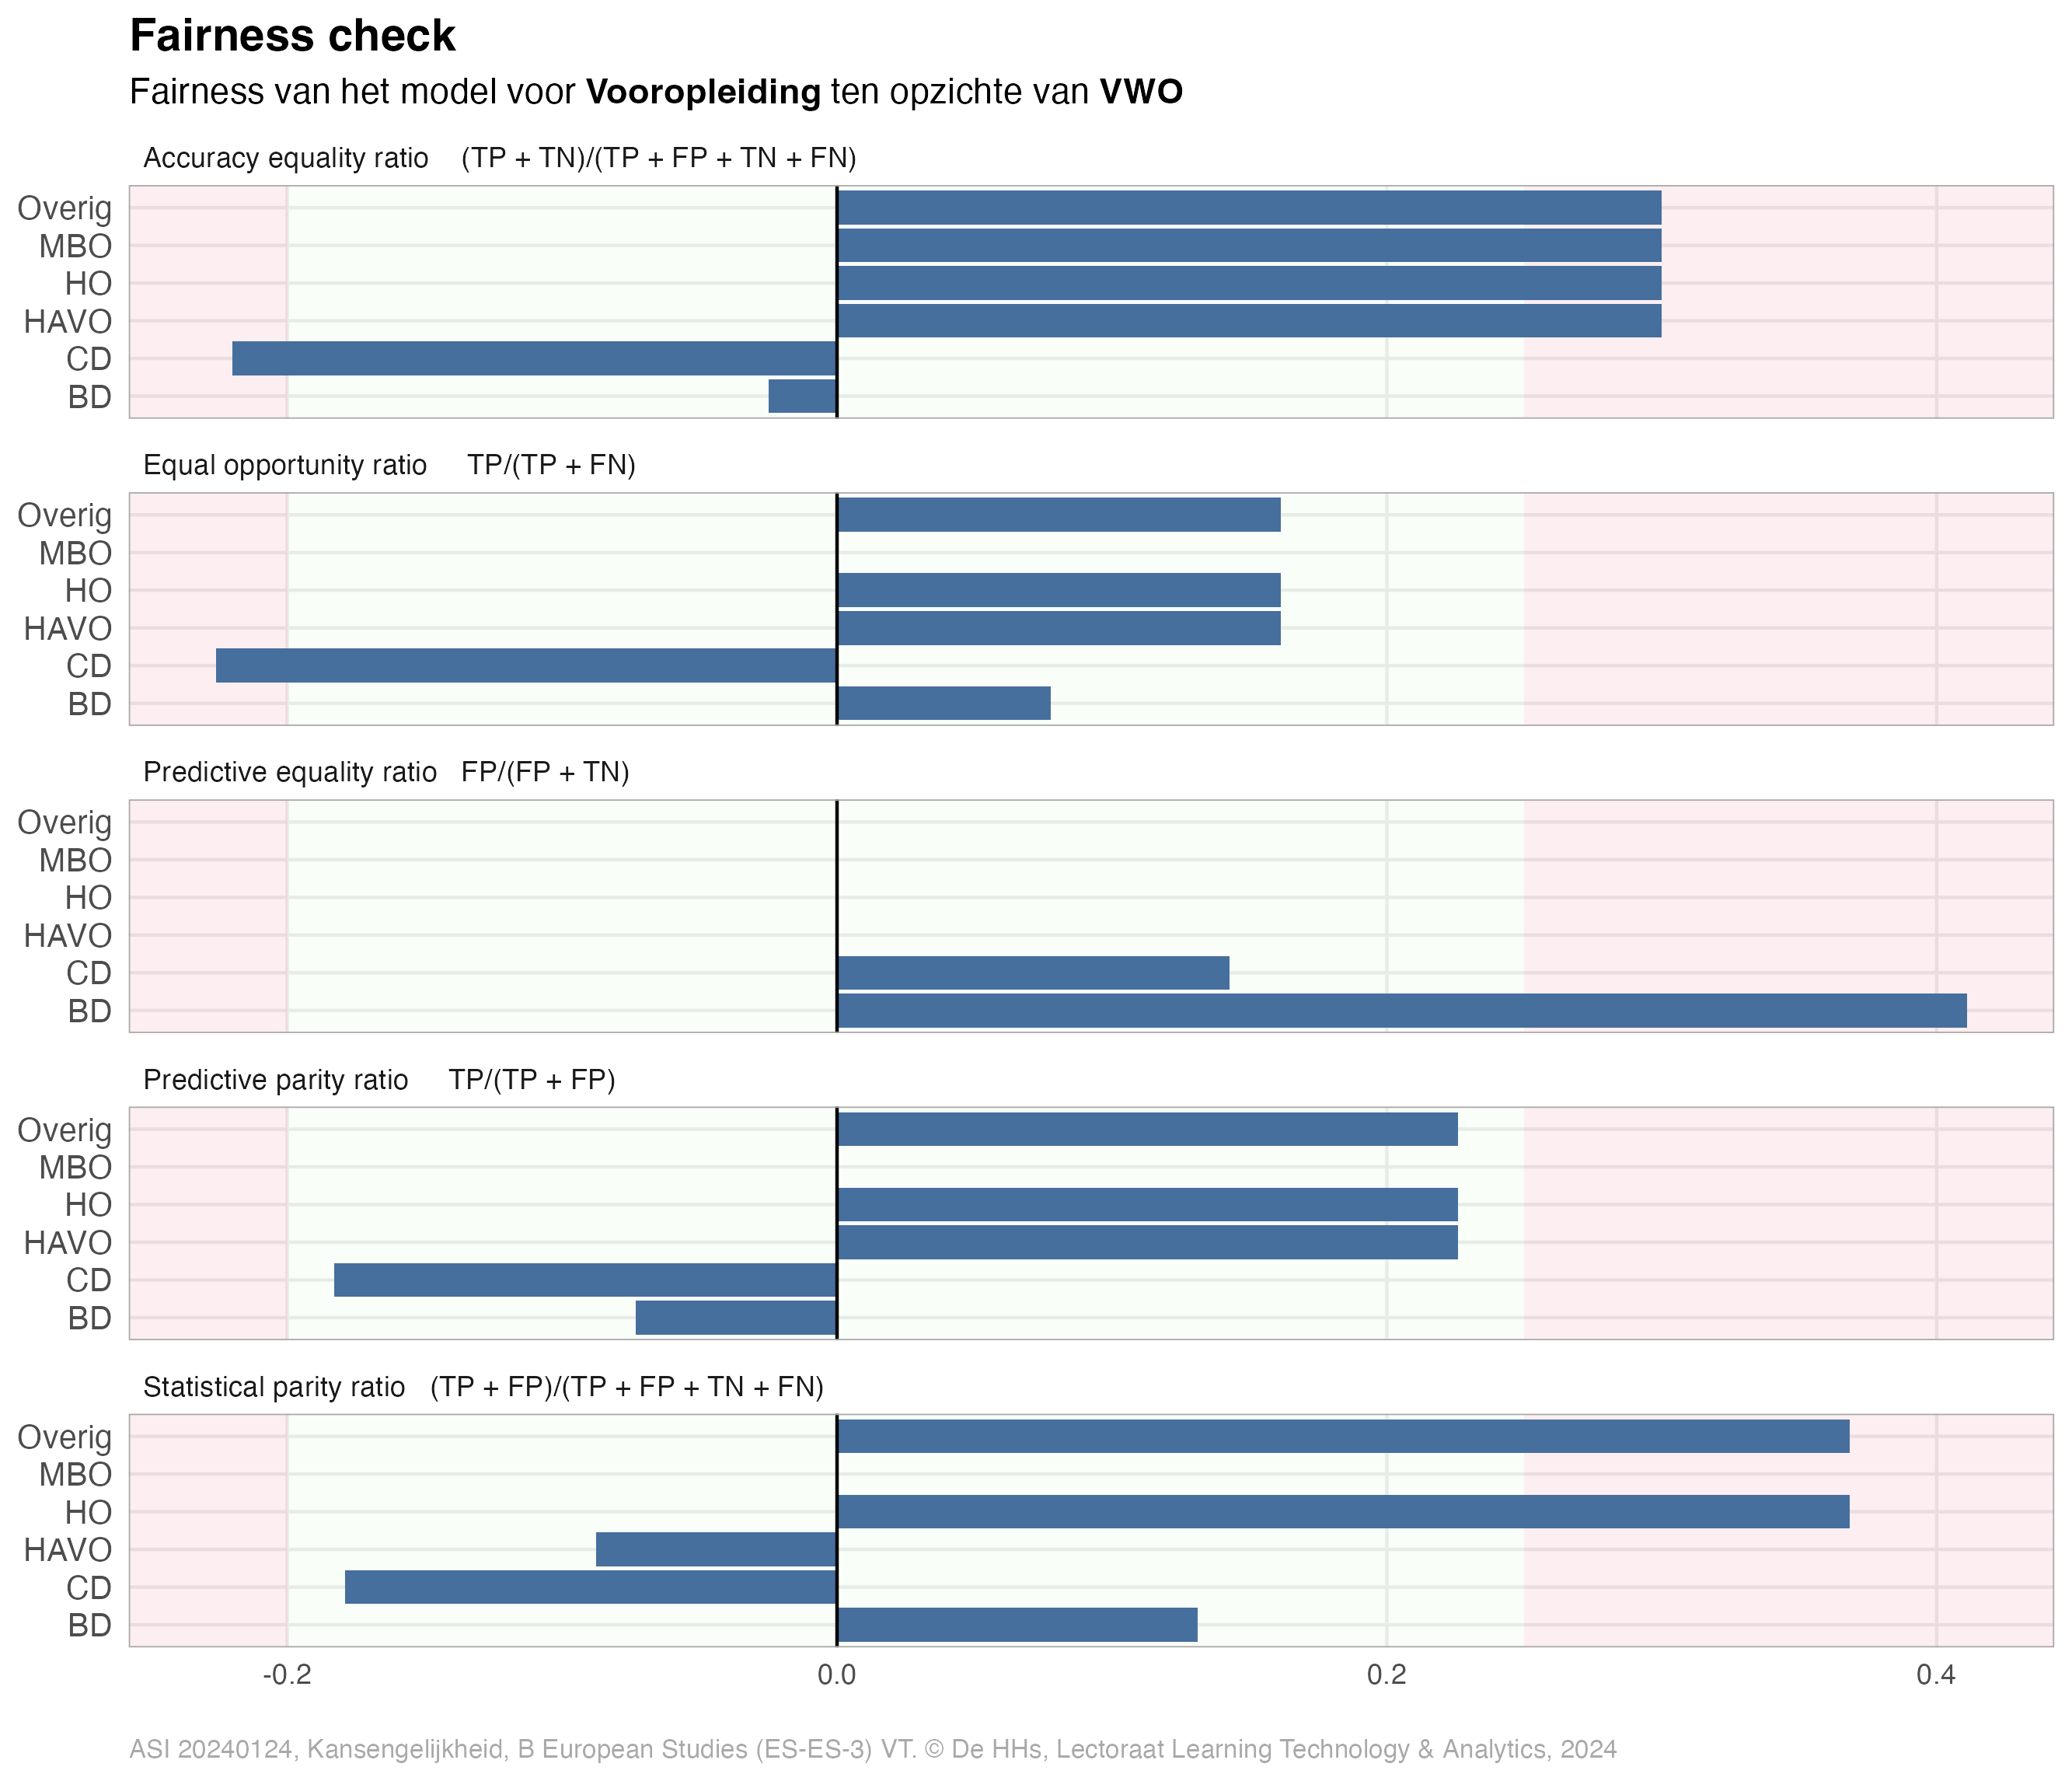 Fairness check
Fairness van het model voor Vooropleiding ten opzichte van VWO
Accuracy equality ratio (TP + TN)/(TP + FP + TN + FN)
Overig
MBO
HO
HAVO
CD
BD
Equal opportunity ratio TP/(TP + FN)
Overig
MBO
HO
HAVO
CD
BD
Predictive equality ratio FP/(FP + TN)
Overig
MBO
HO
HAVO
CD
BD
Predictive parity ratio TP/(TP + FP)
Overig
MBO
HO
HAVO
CD
BD
Statistical parity ratio (TP + FP)/(TP + FP + TN + FN)
Overig
MBO
HO
HAVO
CD
BD
-0.2 0.0 0.2 0.4
ASI 20240124, Kansengelijkheid, B European Studies (ES-ES-3) VT. © De HHs, Lectoraat Learning Technology & Analytics, 2024